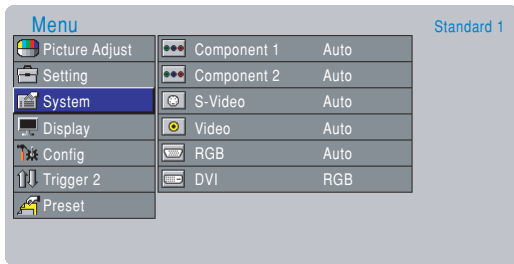 Menu
Standard 1
Picture Adjust
Setting
System
Display
Config
Trigger 2
Preset
Component 1 Auto
Component 2 Auto
S-Video Auto
Video Auto
RGB Auto
DVI RGB